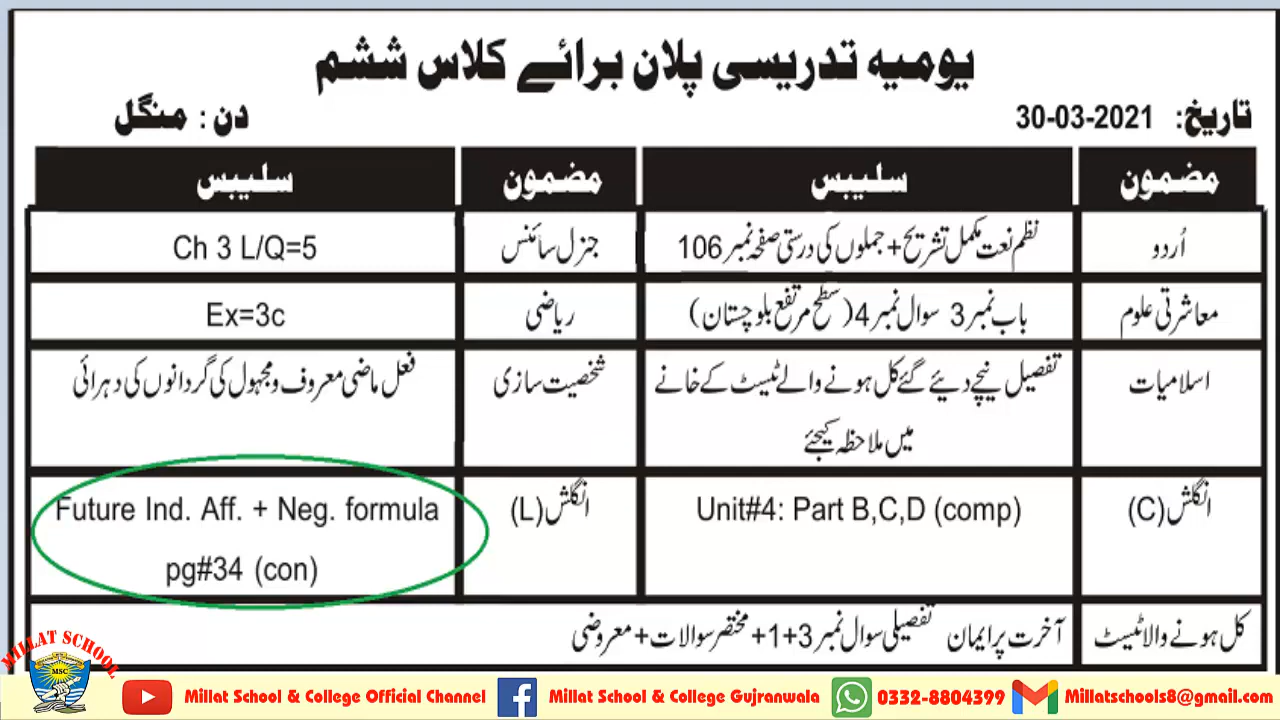 یومیہ تدریسی پلان برائے کلاس ششم
تاریخ: 30-03-2021 دن : منگل
مضمون سلیبس مضمون سلیبس
اُردو نظم نعت مکمل تشریح + جملوں کی درستی صفحہ نمبر 106 جنرل سائنس Ch 3 L/Q=5
معاشرتی علوم باب نمبر 3 سوال نمبر 4 (سطح مرتفع بلوچستان) ریاضی Ex=3c
اسلامیات تفصیل نیچے دیئے گئے کل ہونے والے ٹیسٹ کے خانے شخصیت سازی فعل ماضی معروف و مجہول کی گردانوں کی دہرائی
میں ملاحظہ کیجئے
انگلش (C) Unit#4: Part B,C,D (comp) انگلش (L) Future Ind. Aff. + Neg. formula
pg#34 (con)
کل ہونے والا ٹیسٹ آخرت پر ایمان تفصیلی سوال نمبر 3+1+ مختصر سوالات + معروضی
MILLAT SCHOOL
MSC
Millat School & College Official Channel Millat School & College Gujranwala 0332-8804399 Millatschools8@gmail.com